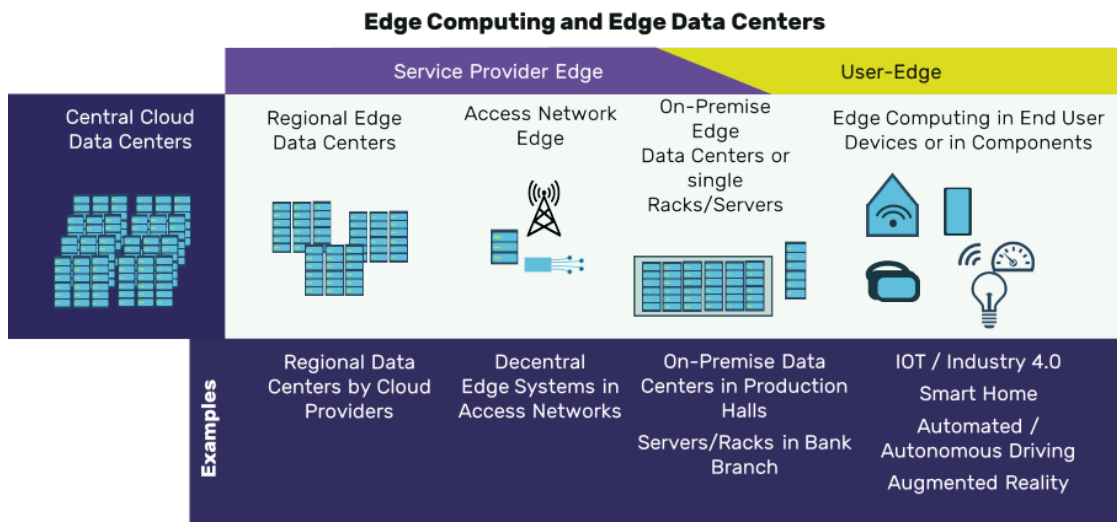 Edge Computing and Edge Data Centers
Service Provider Edge
User-Edge
Central Cloud
Data Centers
Regional Edge
Data Centers
Access Network
Edge
On-Premise
Edge
Data Centers or
single
Racks/Servers
Edge Computing in End User
Devices or in Components
Examples
Regional Data
Centers by Cloud
Providers
Decentral
Edge Systems in
Access Networks
On-Premise Data
Centers in Production
Halls
Servers/Racks in Bank
Branch
IOT / Industry 4.0
Smart Home
Automated /
Autonomous Driving
Augmented Reality